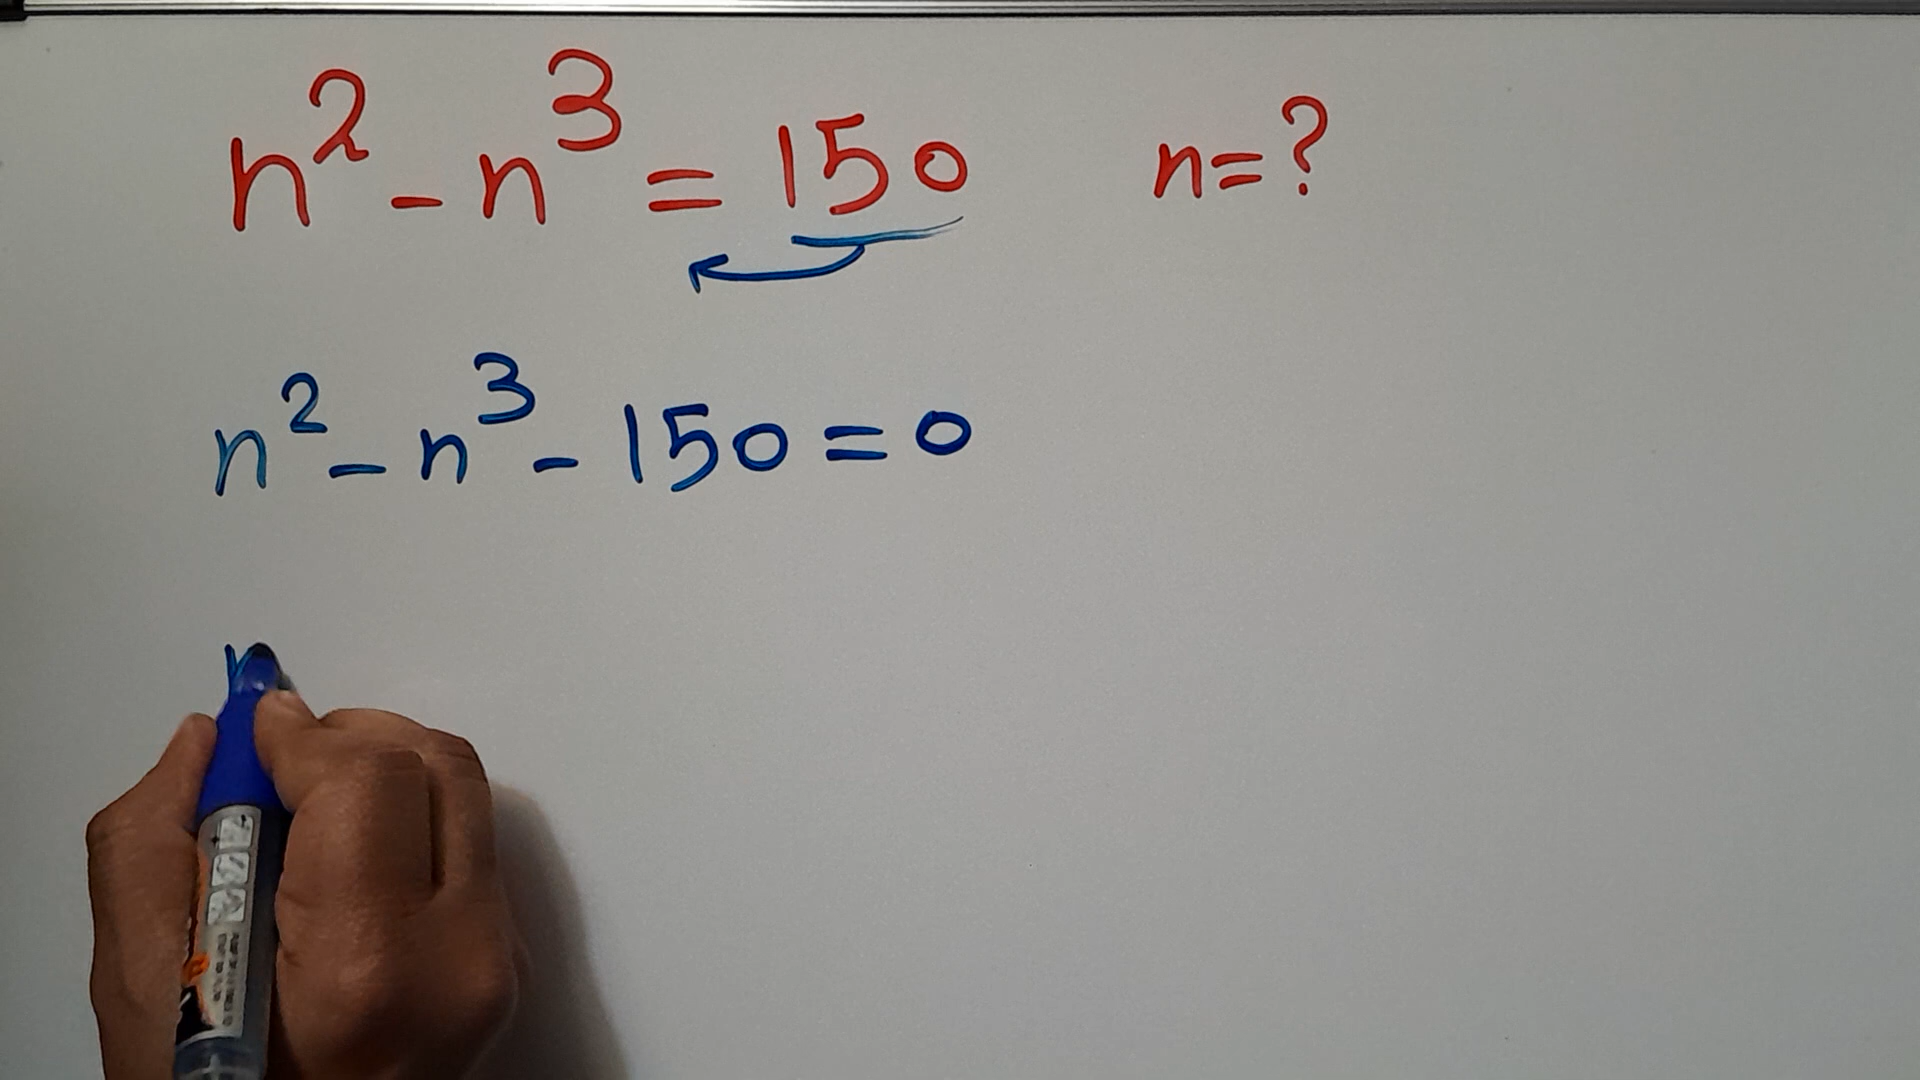 n² - n³ = 150 n = ?
n² - n³ - 150 = 0